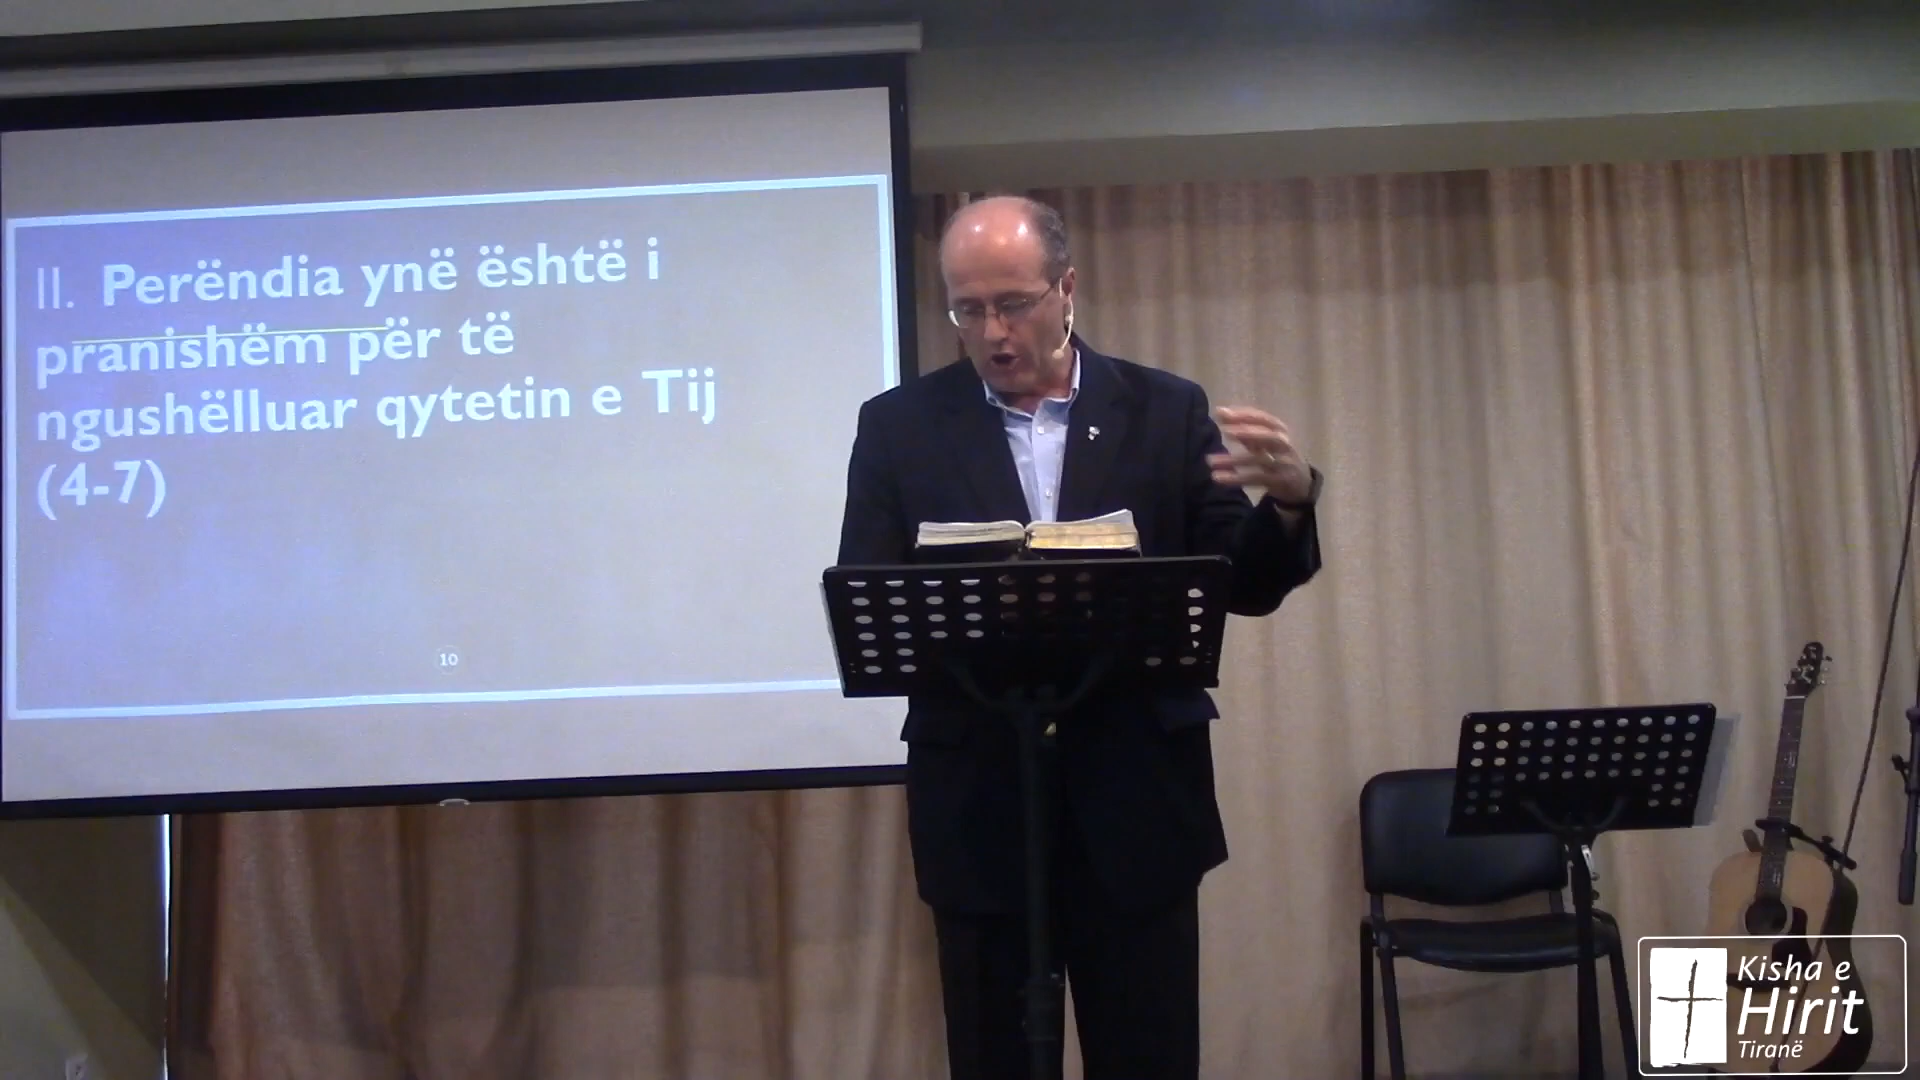 II. Perëndia ynë është i
pranishëm për të
ngushëlluar qytetin e Tij
(4-7)
10
Kisha e
Hirit
Tiranë